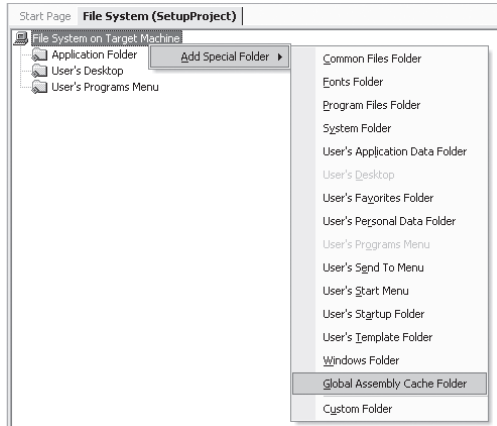 Start Page File System (SetupProject)
File System on Target Machine
Application Folder
User's Desktop
User's Programs Menu
Add Special Folder
Common Files Folder
Fonts Folder
Program Files Folder
System Folder
User's Application Data Folder
User's Desktop
User's Favorites Folder
User's Personal Data Folder
User's Programs Menu
User's Send To Menu
User's Start Menu
User's Startup Folder
User's Template Folder
Windows Folder
Global Assembly Cache Folder
Custom Folder